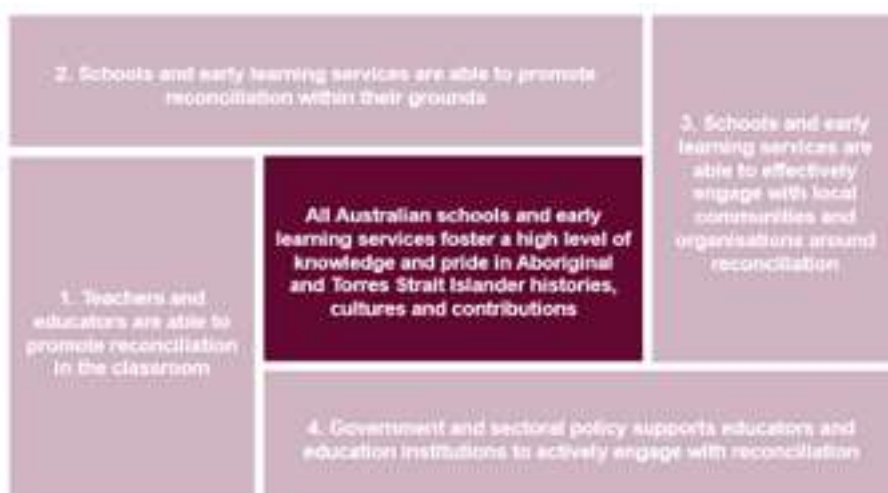 2. Schools and early learning services are able to promote
reconciliation within their grounds
3. Schools and early
learning services are
able to effectively
engage with local
communities and
organisations around
reconciliation
All Australian schools and early
learning services foster a high level of
knowledge and pride in Aboriginal
and Torres Strait Islander histories,
cultures and contributions
1. Teachers and
educators are able to
promote reconciliation
in the classroom
4. Government and sectoral policy supports educators and
education institutions to actively engage with reconciliation